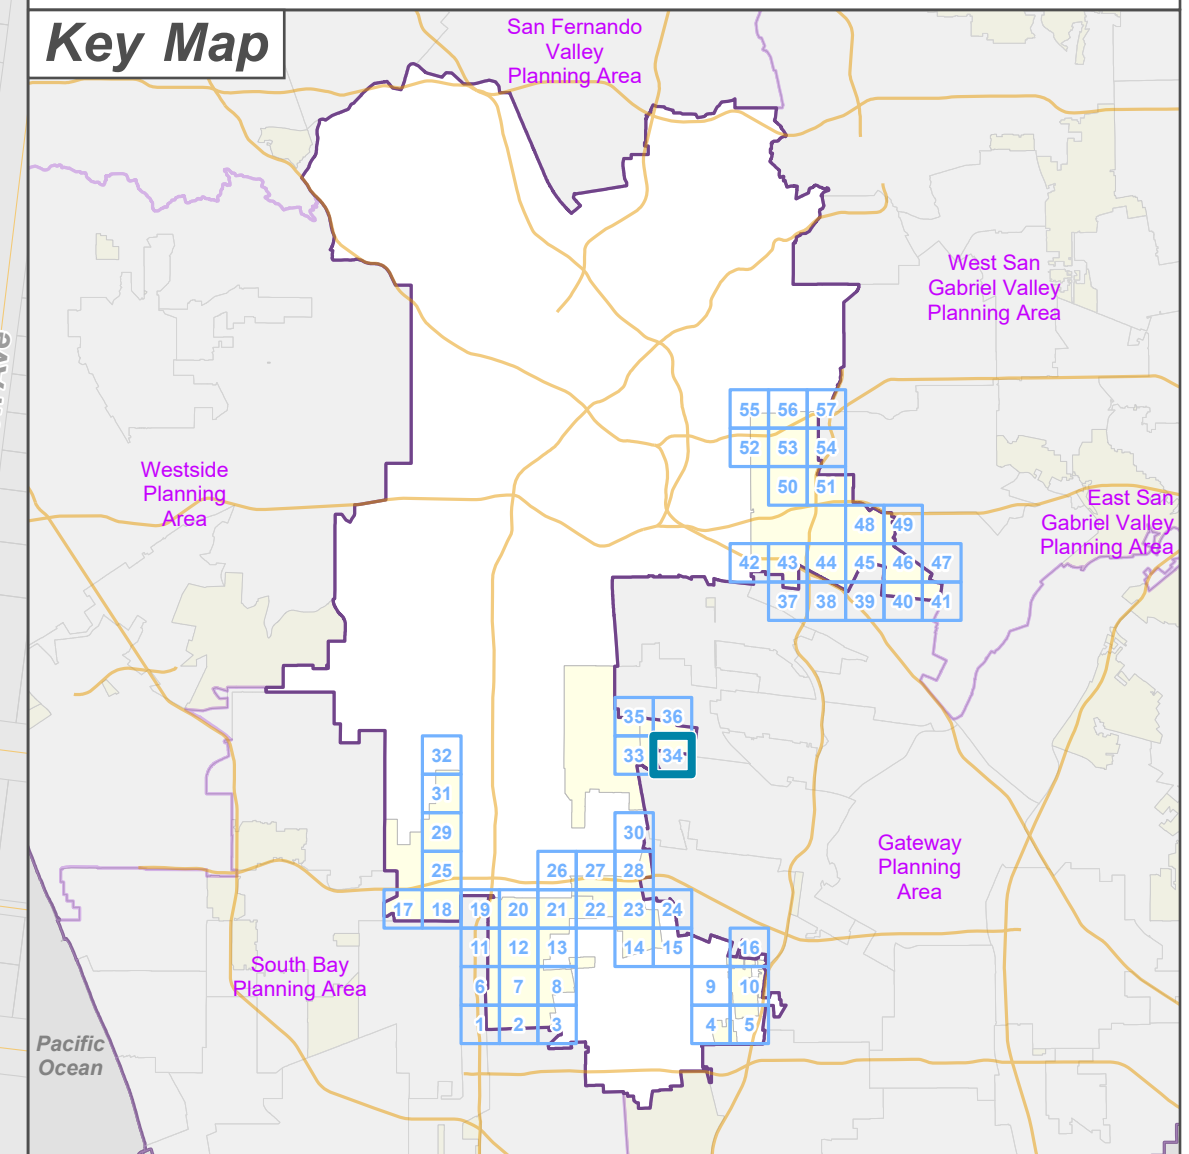 Key Map
San Fernando
Valley
Planning Area
West San
Gabriel Valley
Planning Area
Ave
55 56 57
52 53 54
Westside
Planning
Area
50 51
East San
Gabriel Valley
Planning Area
48 49
42 43 44 45 46 47
37 38 39 40 41
35 36
32 33 34
31
29 30
Gateway
Planning
Area
25 26 27 28
17 18 19 20 21 22 23 24
11 12 13 14 15 16
South Bay
Planning Area
6 7 8 9 10
1 2 3 4 5
Pacific
Ocean